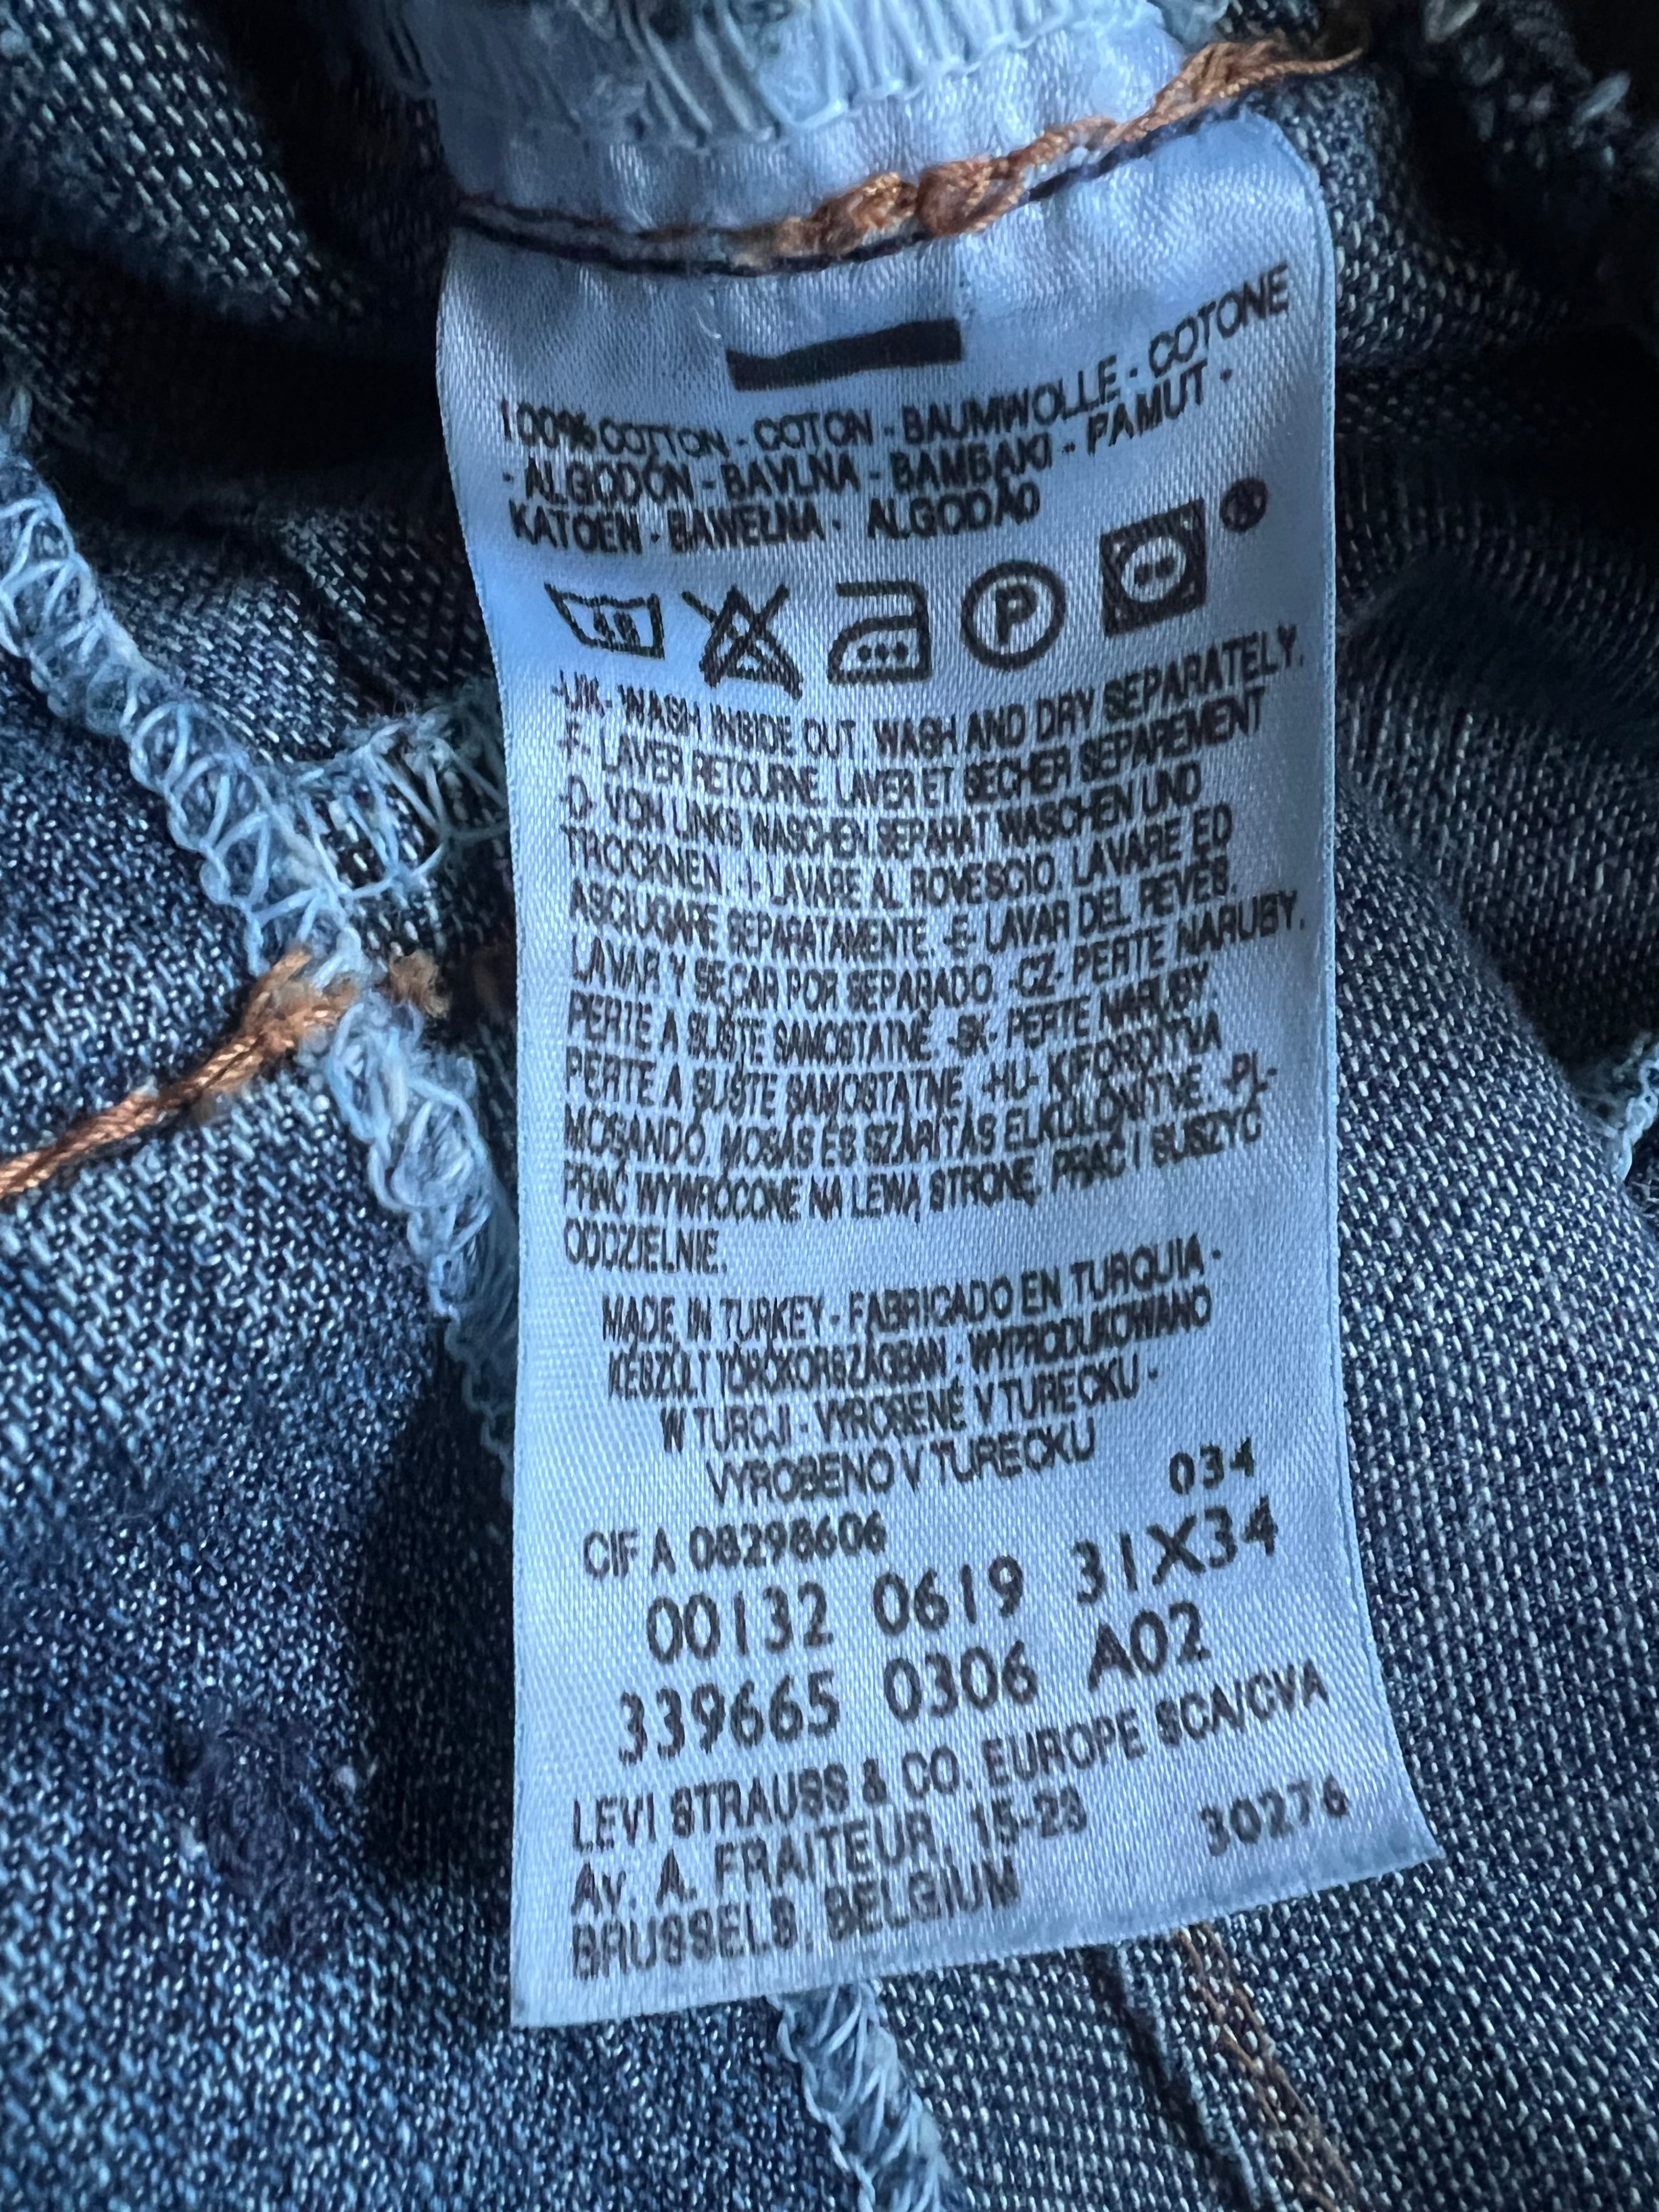 100% COTTON - COTON - BAUMWOLLE - COTONE
- ALGODÓN - BAVLNA - BAMBAKI - PAMUT -
KATOEN - BAWEŁNA - ALGODÃO
40 P
-UK- WASH INSIDE OUT. WASH AND DRY SEPARATELY.
-F- LAVER RETOURNE. LAVER ET SECHER SEPAREMENT
-D- VON LINKS WASCHEN SEPARAT WASCHEN UND
TROCKNEN. -I- LAVARE AL ROVESCIO. LAVARE ED
ASCIUGARE SEPARATAMENTE. -E- LAVAR DEL REVES.
LAVAR Y SECAR POR SEPARADO. -CZ- PERTE NARUBY.
PERTE A SUŠTE SAMOSTATNĚ. -SK- PERTE NARUBY.
PERTE A SUŠTE SAMOSTATNE. -HU- KIFORDÍTVA
MOSANDÓ. MOSÁS ÉS SZÁRÍTÁS ELKÜLÖNÍTVE. -PL-
PRAĆ WYWRÓCONE NA LEWĄ STRONĘ, PRAĆ I SUSZYĆ
ODDZIELNIE.
MADE IN TURKEY - FABRICADO EN TURQUIA -
KÉSZÜLT TÖRÖKORSZÁGBAN - WYPRODUKOWANO
W TURCJI - VYROBENÉ V TURECKU -
VYROBENO V TURECKU
034
CIF A 08298606
00132 0619 31X34
339665 0306 A02
LEVI STRAUSS & CO. EUROPE SCA/CVA
Av. A. FRAITEUR, 15-23 30276
BRUSSELS, BELGIUM